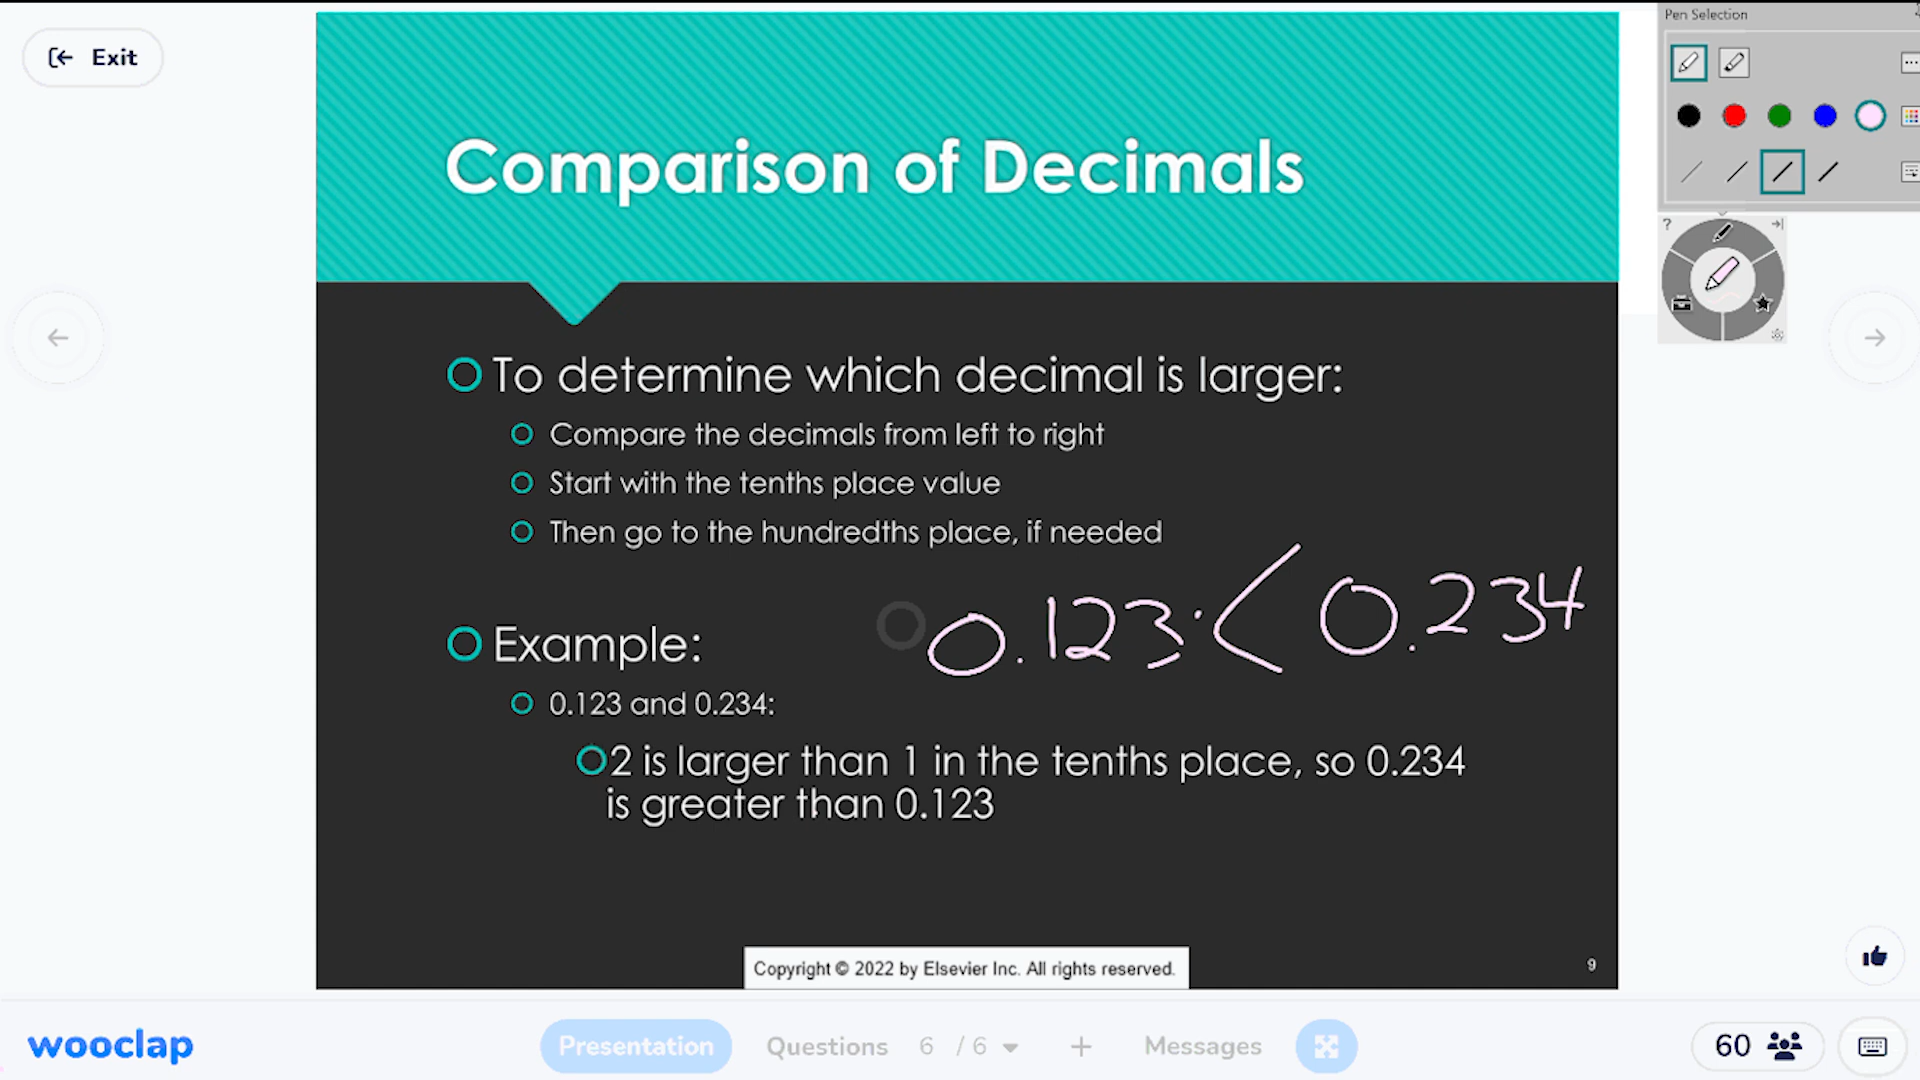 Pen Selection
Exit
Comparison of Decimals
?
To determine which decimal is larger:
Compare the decimals from left to right
Start with the tenths place value
Then go to the hundredths place, if needed
0.123 < 0.234
Example:
0.123 and 0.234:
2 is larger than 1 in the tenths place, so 0.234
is greater than 0.123
Copyright © 2022 by Elsevier Inc. All rights reserved.
9
wooclap
Presentation Questions 6 / 6 + Messages
60